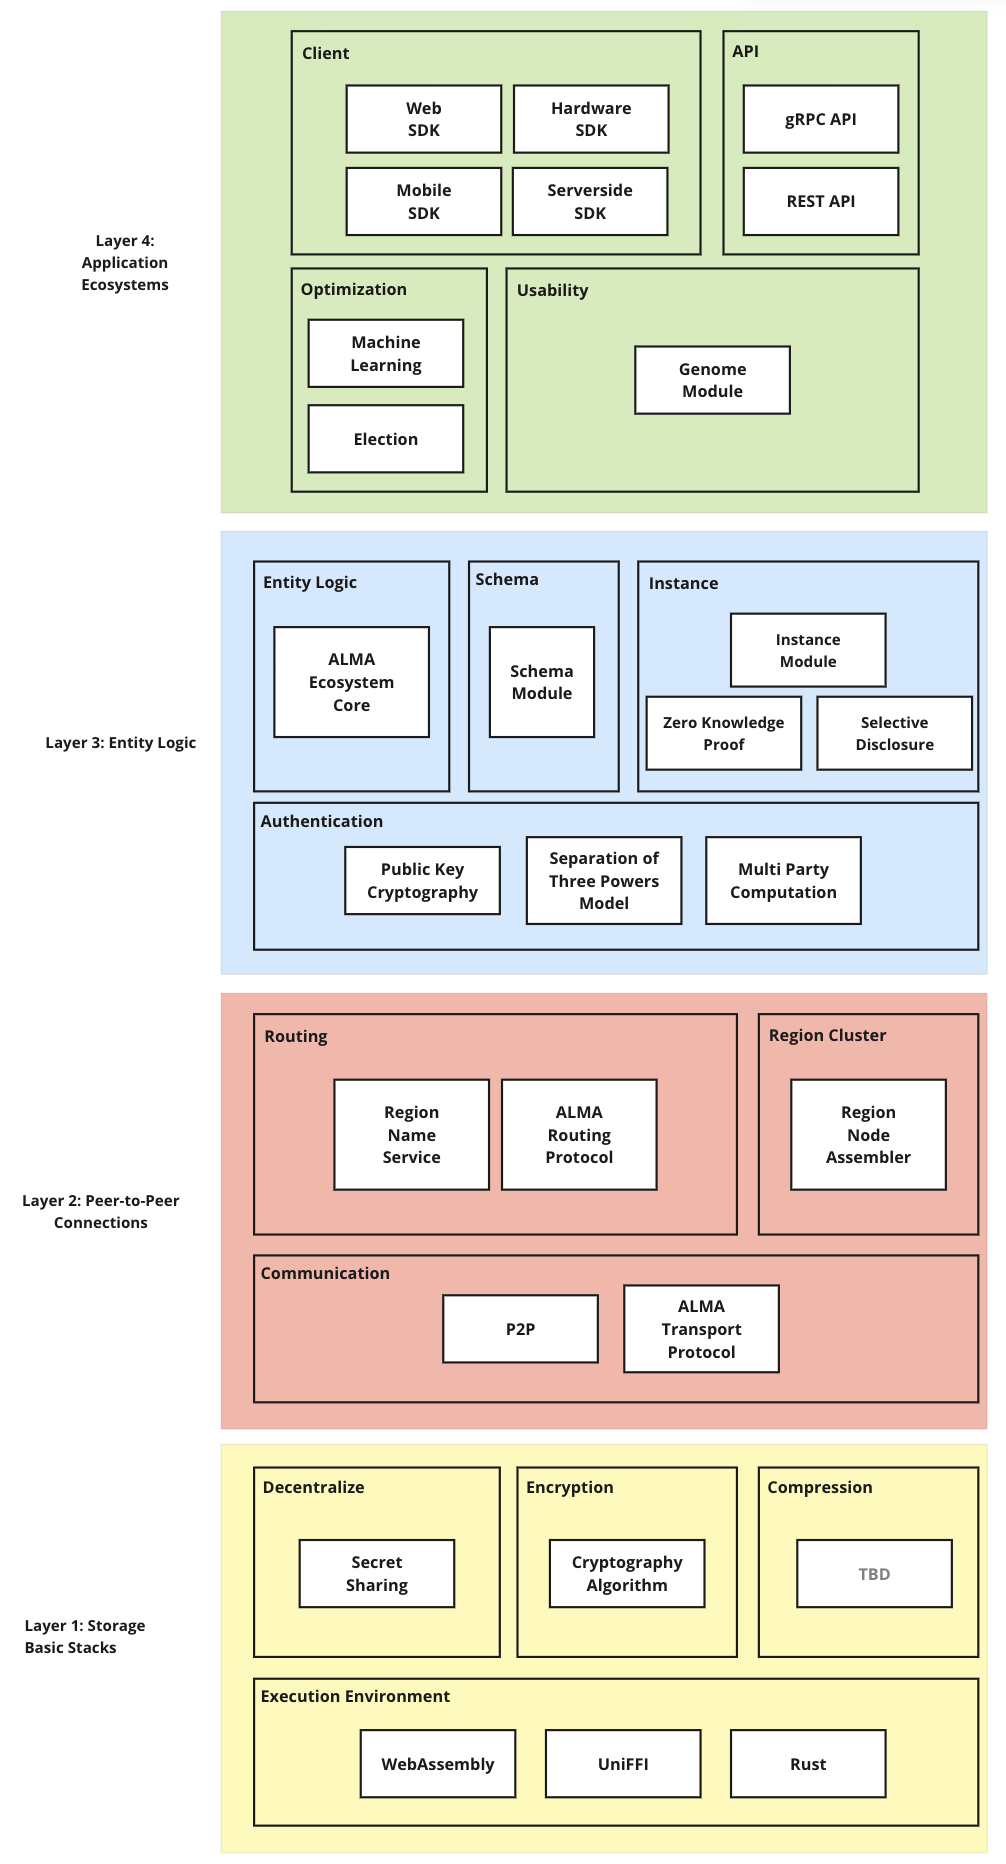 Layer 4:
Application
Ecosystems
Client
Web
SDK
Hardware
SDK
Mobile
SDK
Serverside
SDK
API
gRPC API
REST API
Optimization
Machine
Learning
Election
Usability
Genome
Module
Layer 3: Entity Logic
Entity Logic
ALMA
Ecosystem
Core
Schema
Schema
Module
Instance
Instance
Module
Zero Knowledge
Proof
Selective
Disclosure
Authentication
Public Key
Cryptography
Separation of
Three Powers
Model
Multi Party
Computation
Layer 2: Peer-to-Peer
Connections
Routing
Region
Name
Service
ALMA
Routing
Protocol
Region Cluster
Region
Node
Assembler
Communication
P2P
ALMA
Transport
Protocol
Layer 1: Storage
Basic Stacks
Decentralize
Secret
Sharing
Encryption
Cryptography
Algorithm
Compression
TBD
Execution Environment
WebAssembly
UniFFI
Rust